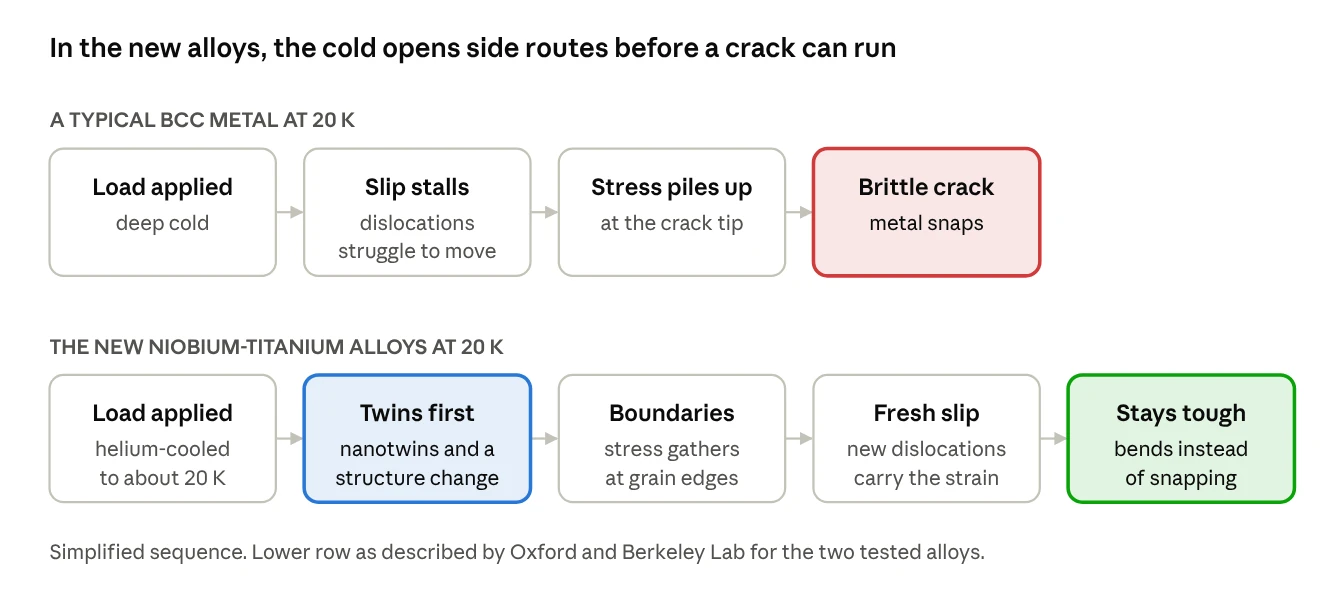 In the new alloys, the cold opens side routes before a crack can run
A TYPICAL BCC METAL AT 20 K
Load applied
deep cold
Slip stalls
dislocations
struggle to move
Stress piles up
at the crack tip
Brittle crack
metal snaps
THE NEW NIOBIUM-TITANIUM ALLOYS AT 20 K
Load applied
helium-cooled
to about 20 K
Twins first
nanotwins and a
structure change
Boundaries
stress gathers
at grain edges
Fresh slip
new dislocations
carry the strain
Stays tough
bends instead
of snapping
Simplified sequence. Lower row as described by Oxford and Berkeley Lab for the two tested alloys.